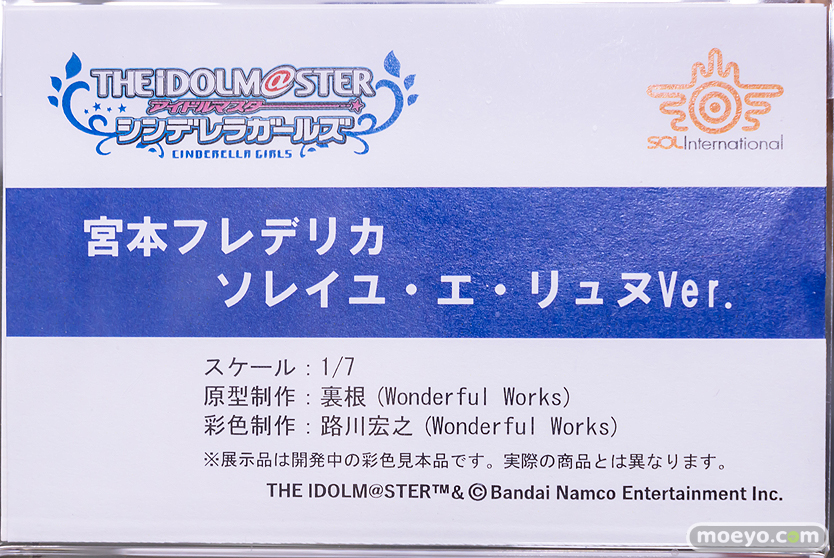 THE iDOLM@STER
アイドルマスター
シンデレラガールズ
CINDERELLA GIRLS
SOLInternational
宮本フレデリカ
ソレイユ・エ・リュヌVer.
スケール：1/7
原型制作：裏根 (Wonderful Works)
彩色制作：路川宏之 (Wonderful Works)
※展示品は開発中の彩色見本品です。実際の商品とは異なります。
THE IDOLM@STER™& ©Bandai Namco Entertainment Inc.
moeyo.com